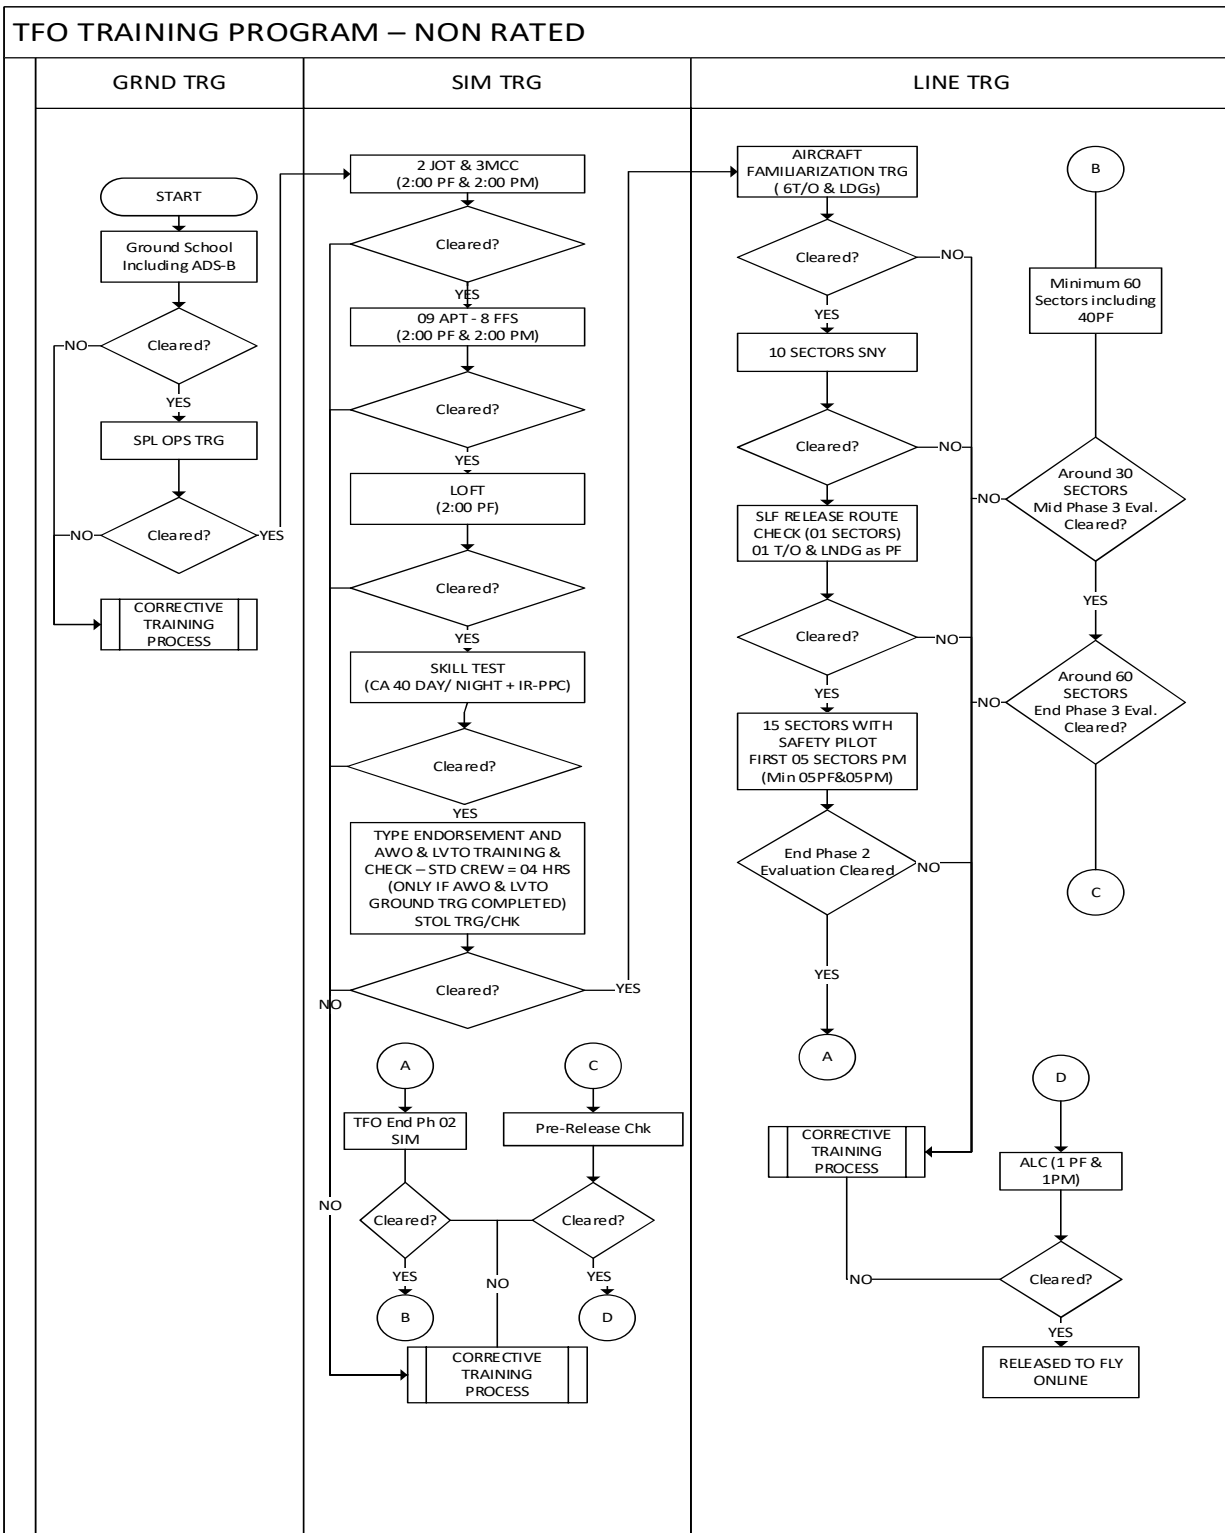 TFO TRAINING PROGRAM – NON RATED
GRND TRG
SIM TRG
LINE TRG
START
Ground School
Including ADS-B
Cleared?
NO
YES
SPL OPS TRG
Cleared?
NO
YES
CORRECTIVE
TRAINING
PROCESS
2 JOT & 3MCC
(2:00 PF & 2:00 PM)
Cleared?
YES
09 APT - 8 FFS
(2:00 PF & 2:00 PM)
Cleared?
YES
LOFT
(2:00 PF)
Cleared?
YES
SKILL TEST
(CA 40 DAY/ NIGHT + IR-PPC)
Cleared?
YES
TYPE ENDORSEMENT AND
AWO & LVTO TRAINING &
CHECK – STD CREW = 04 HRS
(ONLY IF AWO & LVTO
GROUND TRG COMPLETED)
STOL TRG/CHK
Cleared?
NO
YES
A
TFO End Ph 02
SIM
Cleared?
YES
B
C
Pre-Release Chk
Cleared?
YES
D
NO
NO
CORRECTIVE
TRAINING
PROCESS
AIRCRAFT
FAMILIARIZATION TRG
( 6T/O & LDGs)
Cleared?
NO
YES
10 SECTORS SNY
Cleared?
NO
YES
SLF RELEASE ROUTE
CHECK (01 SECTORS)
01 T/O & LNDG as PF
Cleared?
NO
YES
15 SECTORS WITH
SAFETY PILOT
FIRST 05 SECTORS PM
(Min 05PF&05PM)
End Phase 2
Evaluation Cleared
NO
YES
A
CORRECTIVE
TRAINING
PROCESS
B
Minimum 60
Sectors including
40PF
Around 30
SECTORS
Mid Phase 3 Eval.
Cleared?
NO
YES
Around 60
SECTORS
End Phase 3 Eval.
Cleared?
NO
C
D
ALC (1 PF &
1PM)
Cleared?
NO
YES
RELEASED TO FLY
ONLINE